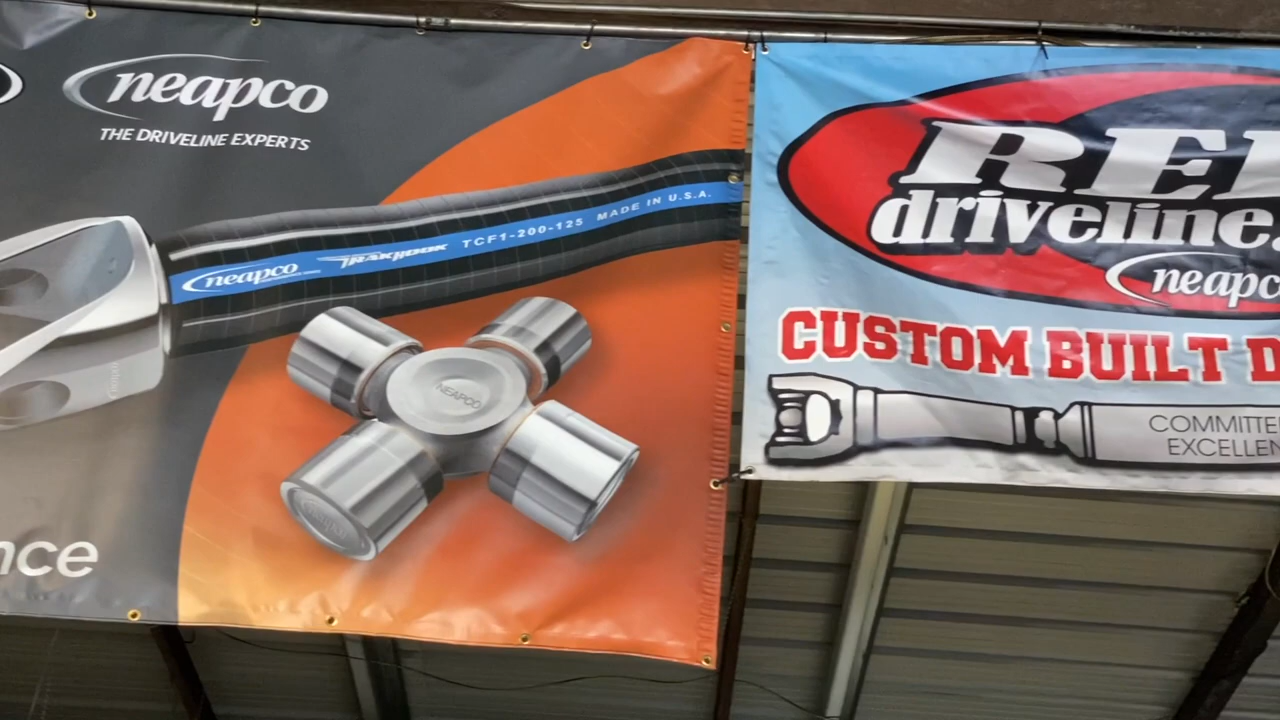 neapco
THE DRIVELINE EXPERTS
neapco TRAKHOOK TCF1-200-125 MADE IN U.S.A.
NEAPCO
nce
RE
driveline.
neapc
CUSTOM BUILT D
COMMITTE
EXCELLEN